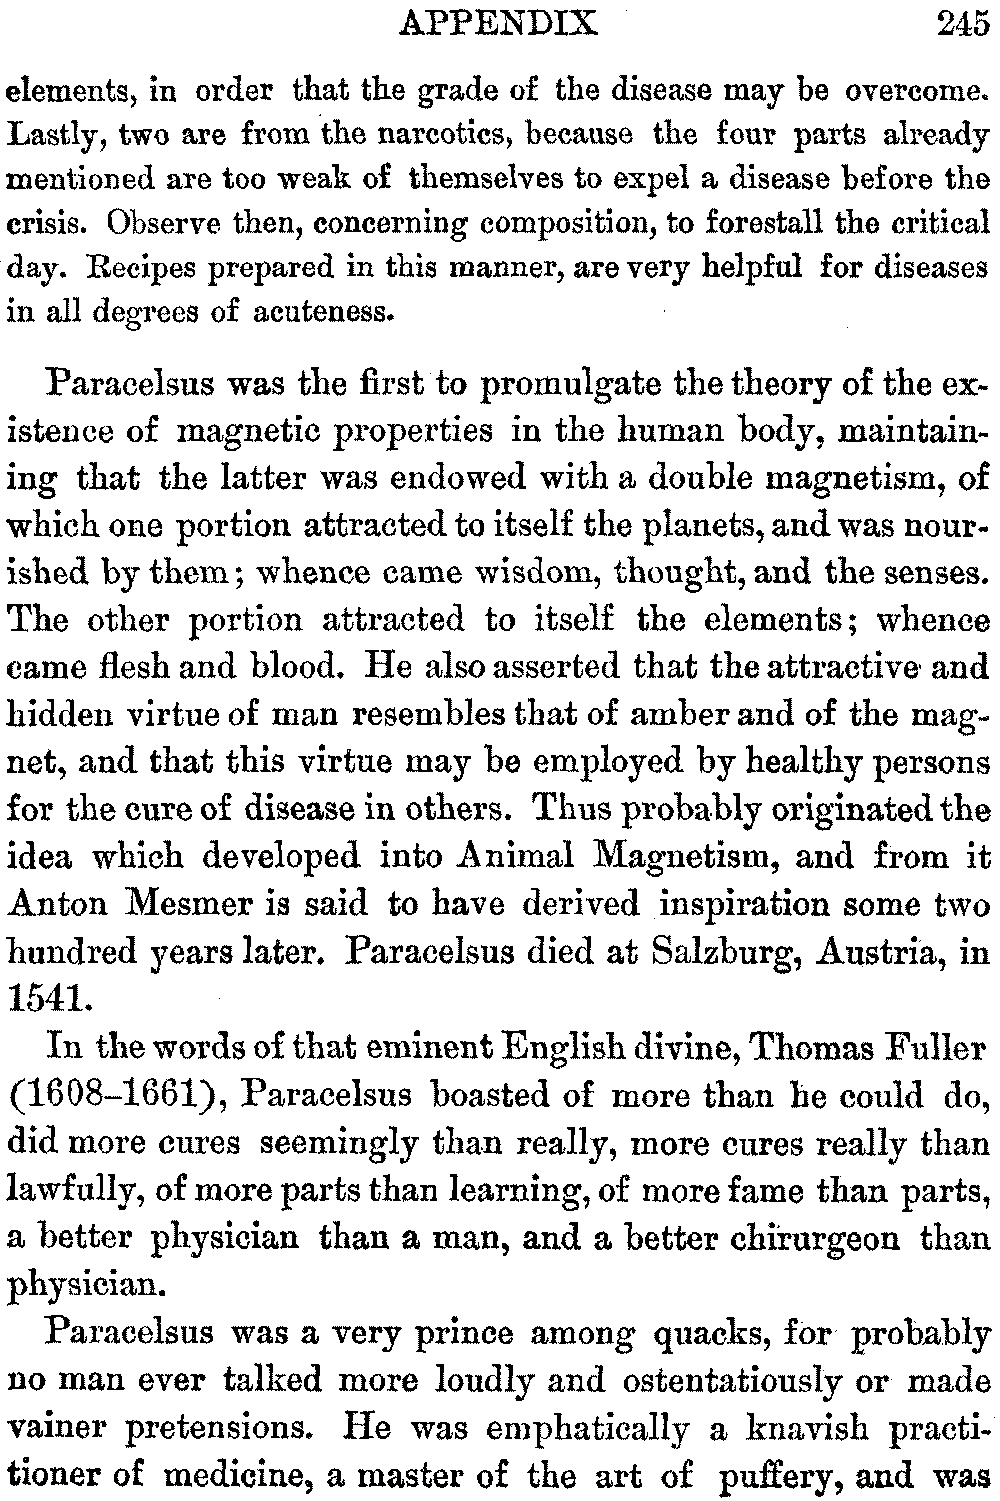 APPENDIX 245
elements, in order that the grade of the disease may be overcome.
Lastly, two are from the narcotics, because the four parts already
mentioned are too weak of themselves to expel a disease before the
crisis. Observe then, concerning composition, to forestall the critical
day. Recipes prepared in this manner, are very helpful for diseases
in all degrees of acuteness.
Paracelsus was the first to promulgate the theory of the ex-
istence of magnetic properties in the human body, maintain-
ing that the latter was endowed with a double magnetism, of
which one portion attracted to itself the planets, and was nour-
ished by them; whence came wisdom, thought, and the senses.
The other portion attracted to itself the elements; whence
came flesh and blood. He also asserted that the attractive and
hidden virtue of man resembles that of amber and of the mag-
net, and that this virtue may be employed by healthy persons
for the cure of disease in others. Thus probably originated the
idea which developed into Animal Magnetism, and from it
Anton Mesmer is said to have derived inspiration some two
hundred years later. Paracelsus died at Salzburg, Austria, in
1541.
In the words of that eminent English divine, Thomas Fuller
(1608–1661), Paracelsus boasted of more than he could do,
did more cures seemingly than really, more cures really than
lawfully, of more parts than learning, of more fame than parts,
a better physician than a man, and a better chirurgeon than
physician.
Paracelsus was a very prince among quacks, for probably
no man ever talked more loudly and ostentatiously or made
vainer pretensions. He was emphatically a knavish practi-
tioner of medicine, a master of the art of puffery, and was